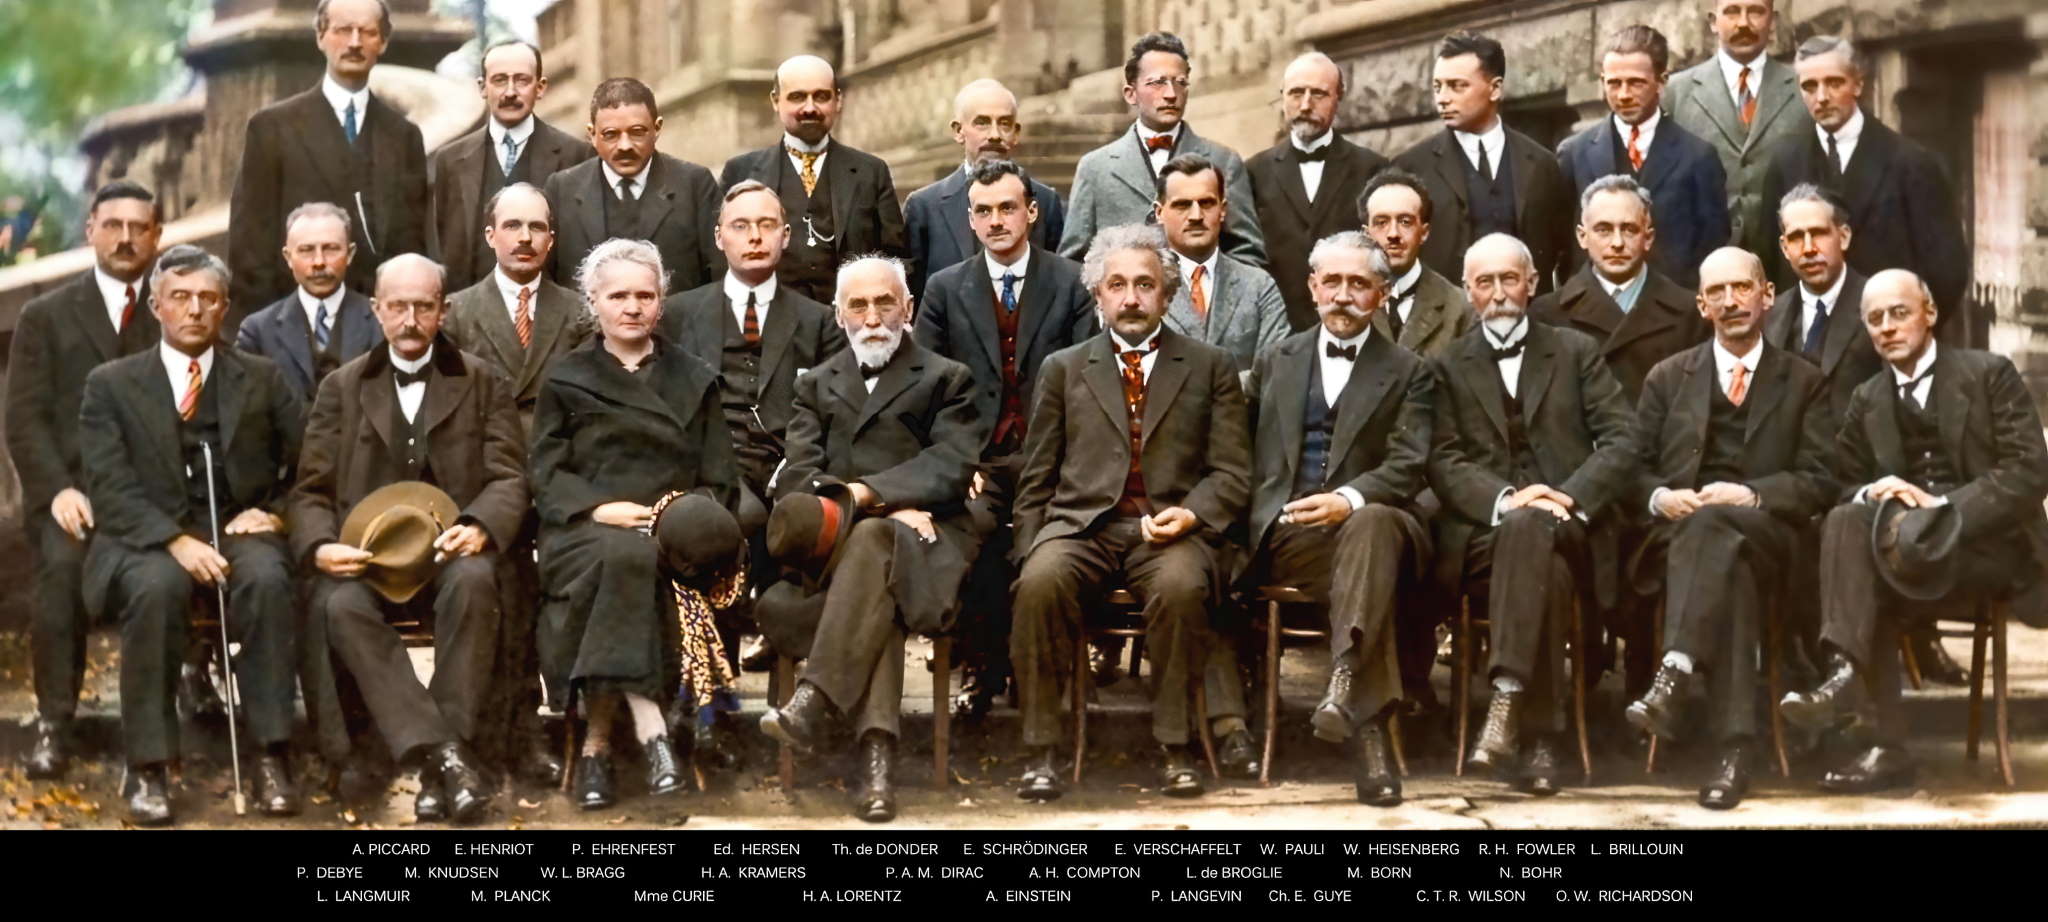 A. PICCARD E. HENRIOT P. EHRENFEST Ed. HERSEN Th. de DONDER E. SCHRÖDINGER E. VERSCHAFFELT W. PAULI W. HEISENBERG R. H. FOWLER L. BRILLOUIN
P. DEBYE M. KNUDSEN W. L. BRAGG H. A. KRAMERS P. A. M. DIRAC A. H. COMPTON L. de BROGLIE M. BORN N. BOHR
L. LANGMUIR M. PLANCK Mme CURIE H. A. LORENTZ A. EINSTEIN P. LANGEVIN Ch. E. GUYE C. T. R. WILSON O. W. RICHARDSON